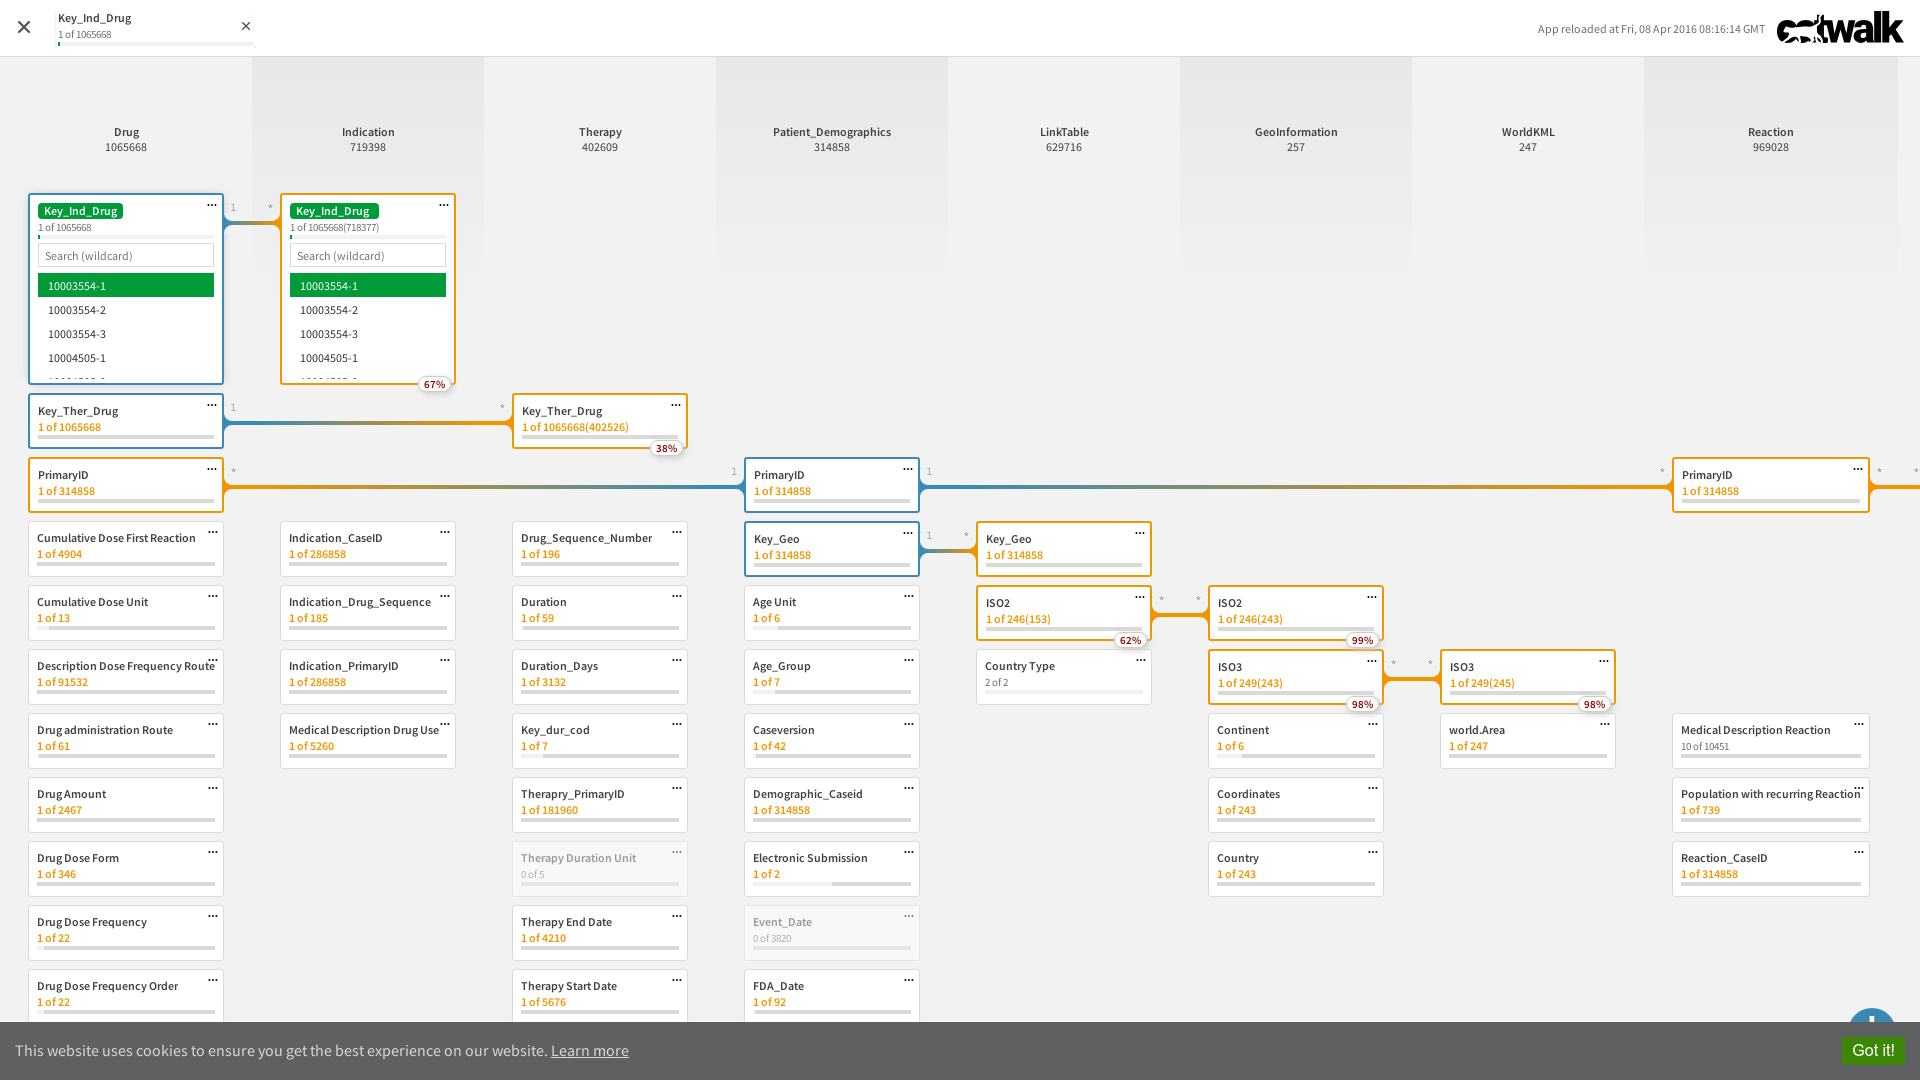 Key_Ind_Drug
1 of 1065668
App reloaded at Fri, 08 Apr 2016 08:16:14 GMT
catwalk
Drug
1065668
Indication
719398
Therapy
402609
Patient_Demographics
314858
LinkTable
629716
GeoInformation
257
WorldKML
247
Reaction
969028
Key_Ind_Drug
1 of 1065668
Search (wildcard)
10003554-1
10003554-2
10003554-3
10004505-1
1
*
Key_Ind_Drug
1 of 1065668(718377)
Search (wildcard)
10003554-1
10003554-2
10003554-3
10004505-1
67%
Key_Ther_Drug
1 of 1065668
1
*
Key_Ther_Drug
1 of 1065668(402526)
38%
PrimaryID
1 of 314858
*
1
PrimaryID
1 of 314858
1
*
PrimaryID
1 of 314858
*
*
Cumulative Dose First Reaction
1 of 4904
Indication_CaseID
1 of 286858
Drug_Sequence_Number
1 of 196
Key_Geo
1 of 314858
1
*
Key_Geo
1 of 314858
Cumulative Dose Unit
1 of 13
Indication_Drug_Sequence
1 of 185
Duration
1 of 59
Age Unit
1 of 6
ISO2
1 of 246(153)
62%
*
*
ISO2
1 of 246(243)
99%
Description Dose Frequency Route
1 of 91532
Indication_PrimaryID
1 of 286858
Duration_Days
1 of 3132
Age_Group
1 of 7
Country Type
2 of 2
ISO3
1 of 249(243)
98%
*
*
ISO3
1 of 249(245)
98%
Drug administration Route
1 of 61
Medical Description Drug Use
1 of 5260
Key_dur_cod
1 of 7
Caseversion
1 of 42
Continent
1 of 6
world.Area
1 of 247
Medical Description Reaction
10 of 10451
Drug Amount
1 of 2467
Therapry_PrimaryID
1 of 181960
Demographic_Caseid
1 of 314858
Coordinates
1 of 243
Population with recurring Reaction
1 of 739
Drug Dose Form
1 of 346
Therapy Duration Unit
0 of 5
Electronic Submission
1 of 2
Country
1 of 243
Reaction_CaseID
1 of 314858
Drug Dose Frequency
1 of 22
Therapy End Date
1 of 4210
Event_Date
0 of 3820
Drug Dose Frequency Order
1 of 22
Therapy Start Date
1 of 5676
FDA_Date
1 of 92
This website uses cookies to ensure you get the best experience on our website. Learn more
Got it!